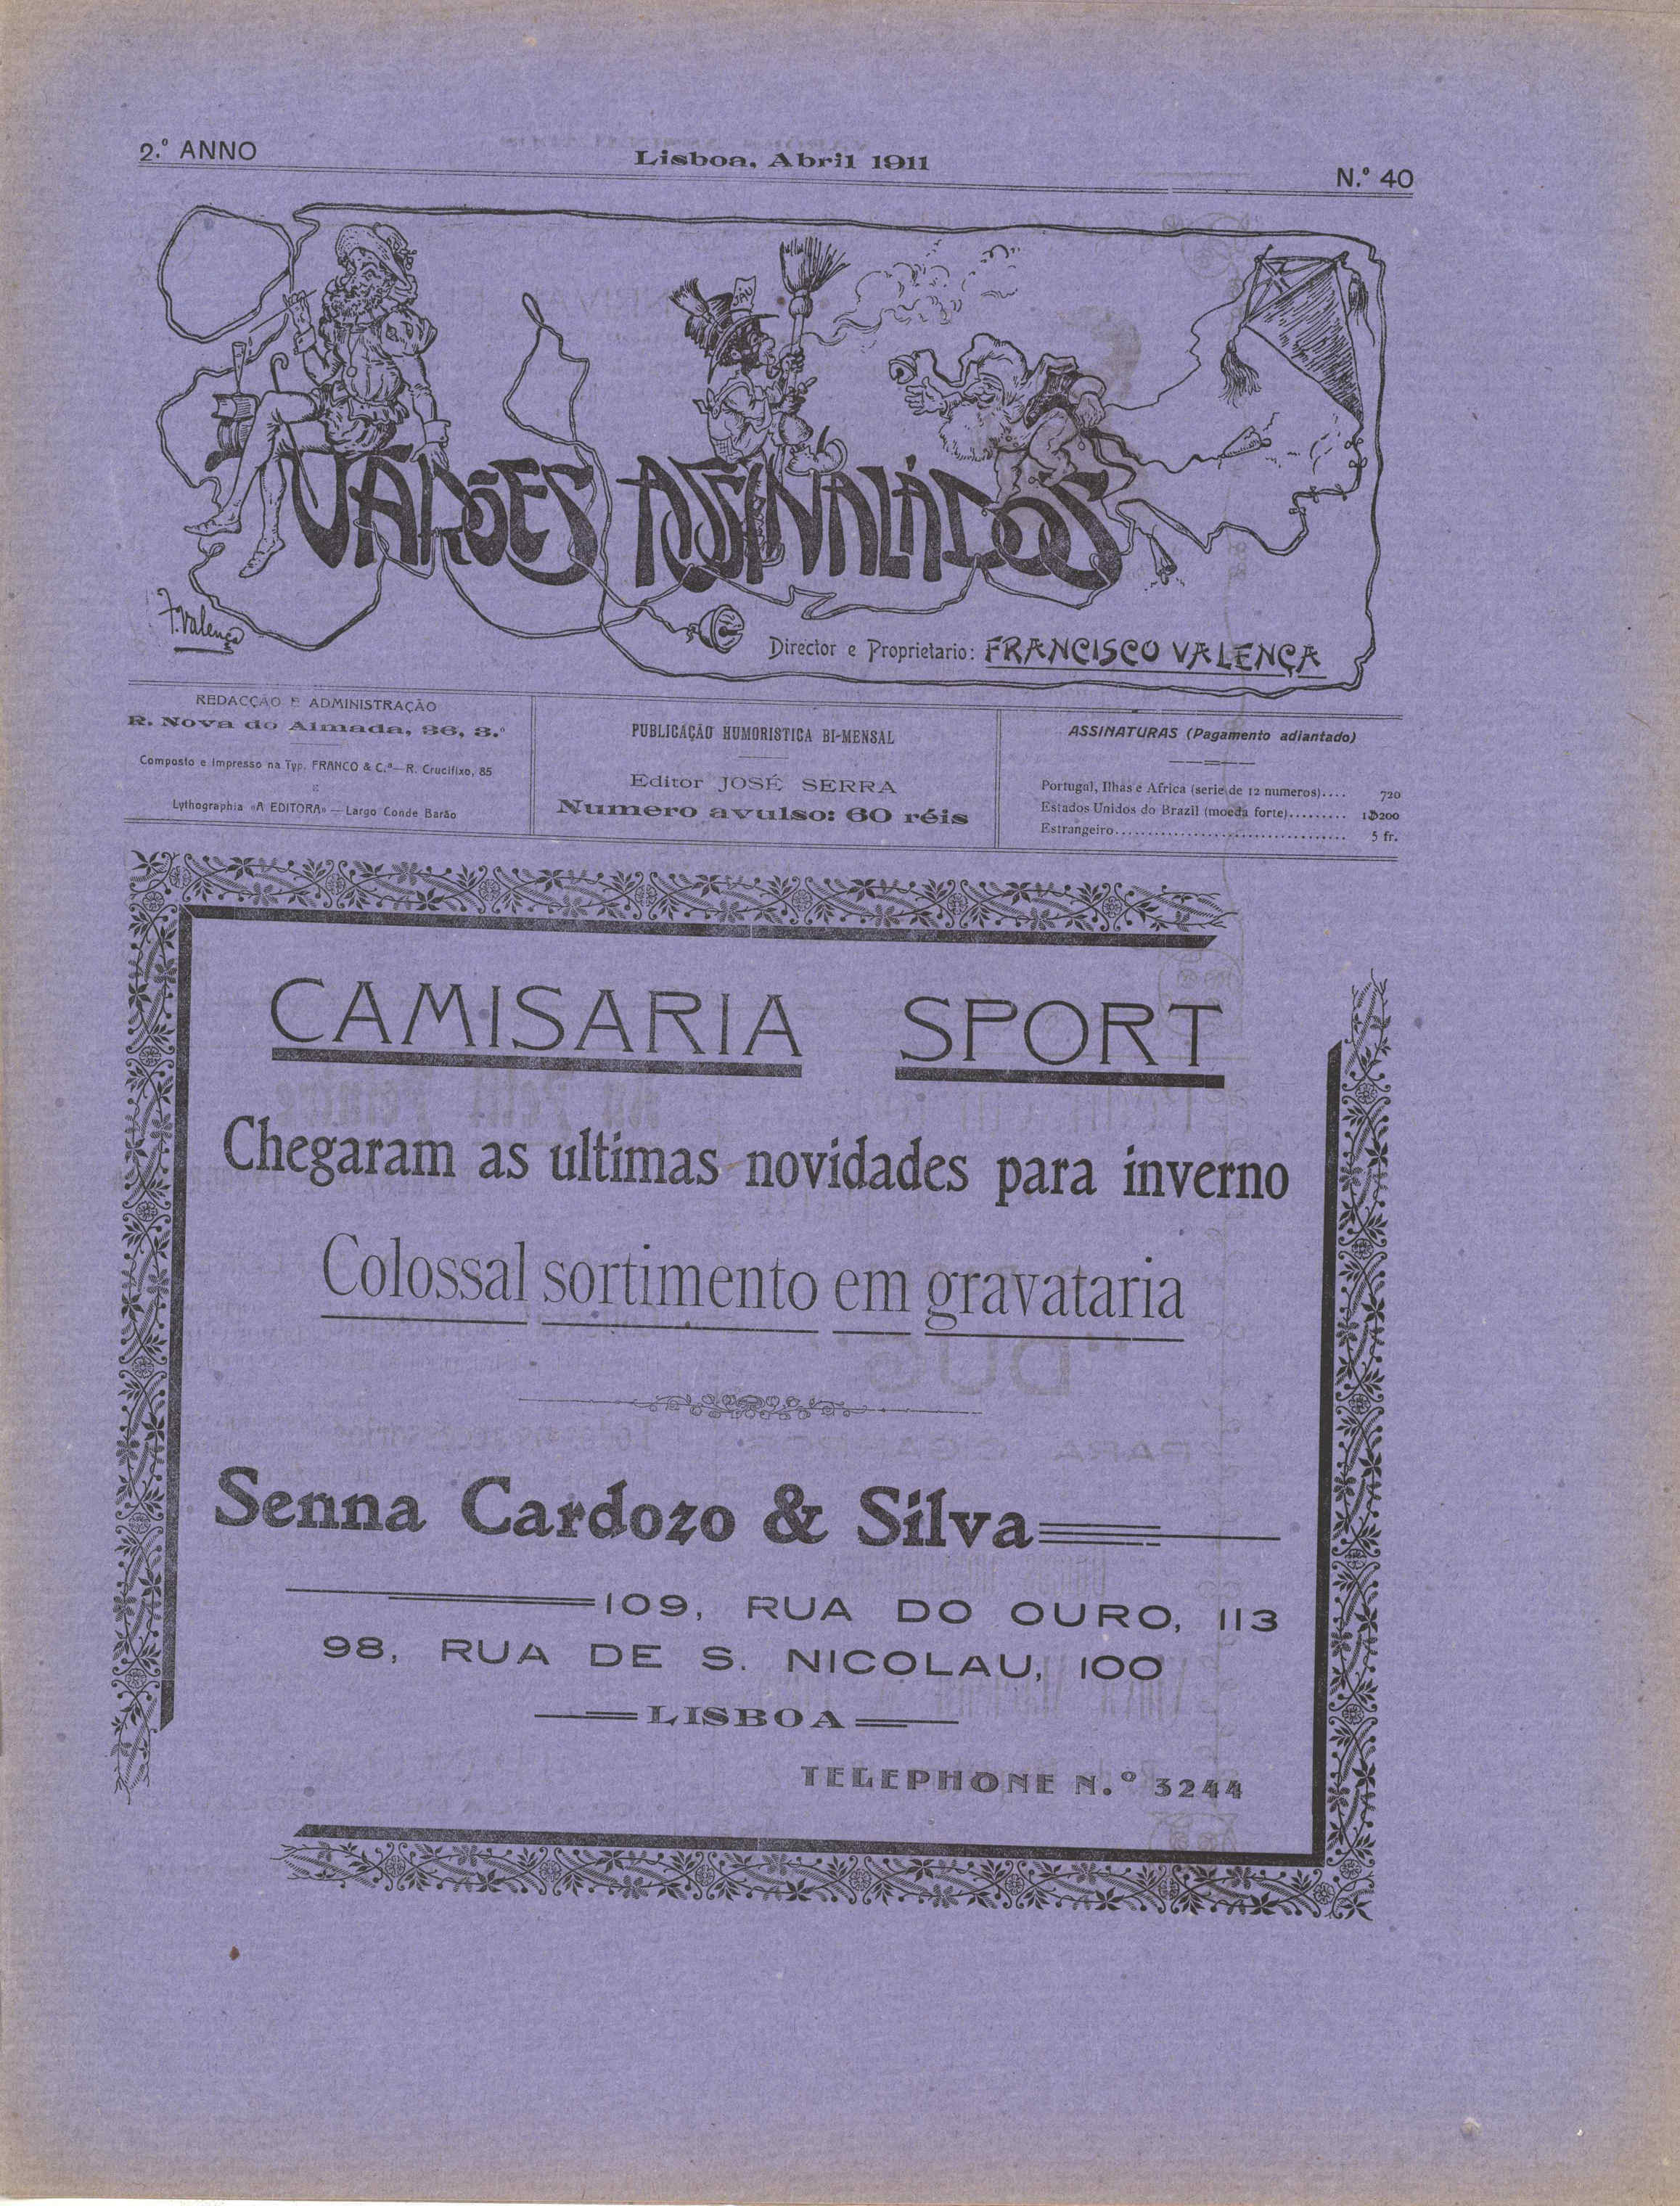 2.º ANNO
Lisboa, Abril 1911
N.º 40
JAU
VARÕES ASSINALÁDOS
F. Valença
Director e Proprietario: FRANCISCO VALENÇA
REDACÇÃO E ADMINISTRAÇÃO
R. Nova do Almada, 36, 3.º
Composto e impresso na Typ. FRANCO & C.ª—R. Crucifixo, 85
E
Lythographia «A EDITORA» — Largo Conde Barão
PUBLICAÇÃO HUMORISTICA BI-MENSAL
Editor JOSÉ SERRA
Numero avulso: 60 réis
ASSINATURAS (Pagamento adiantado)
Portugal, Ilhas e Africa (serie de 12 numeros).... 720
Estados Unidos do Brazil (moeda forte)......... 1$200
Estrangeiro.................................. 5 fr.
CAMISARIA SPORT
Chegaram as ultimas novidades para inverno
Colossal sortimento em gravataria
Senna Cardozo & Silva
109, RUA DO OURO, 113
98, RUA DE S. NICOLAU, 100
LISBOA
TELEPHONE N.º 3244